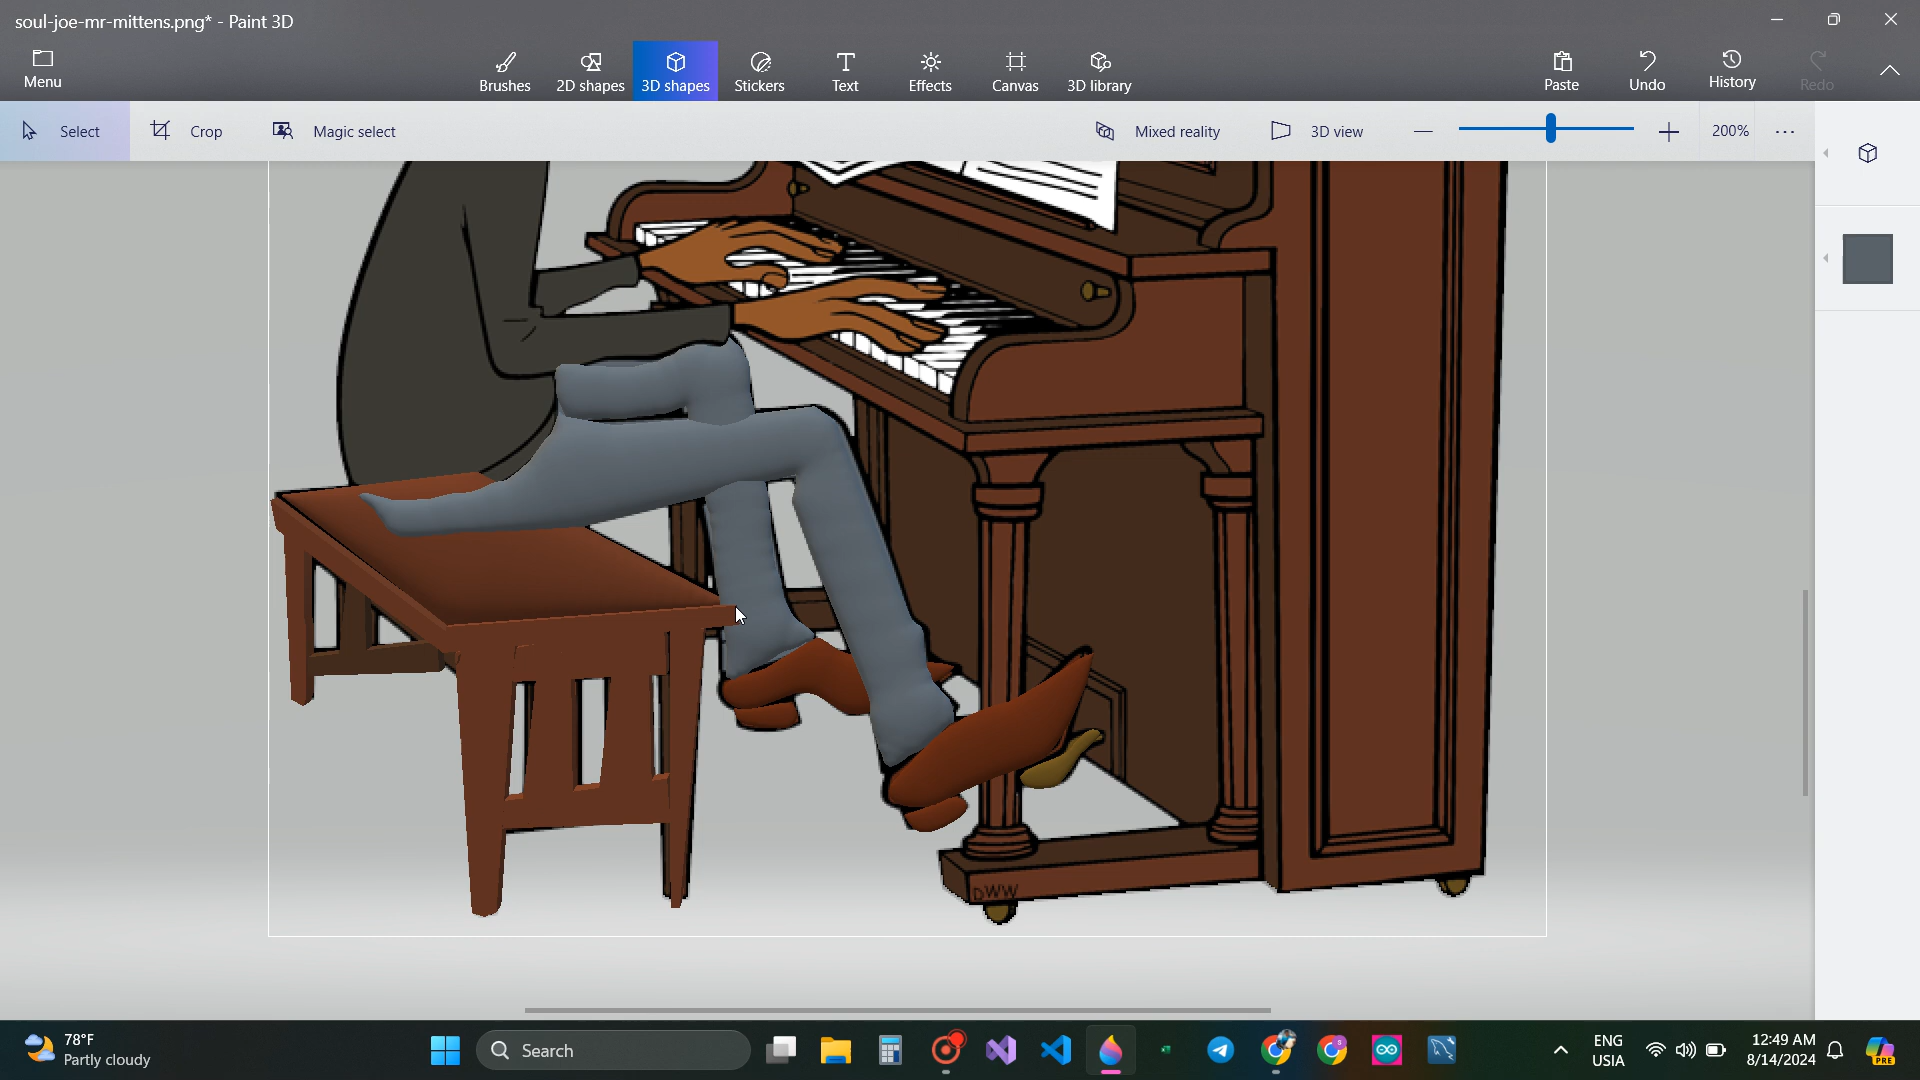 soul-joe-mr-mittens.png* - Paint 3D
Menu
Brushes
2D shapes
3D shapes
Stickers
Text
Effects
Canvas
3D library
Paste
Undo
History
Redo
Select
Crop
Magic select
Mixed reality
3D view
200%
DWW
78°F
Partly cloudy
Search
ENG
USIA
12:49 AM
8/14/2024
PRE